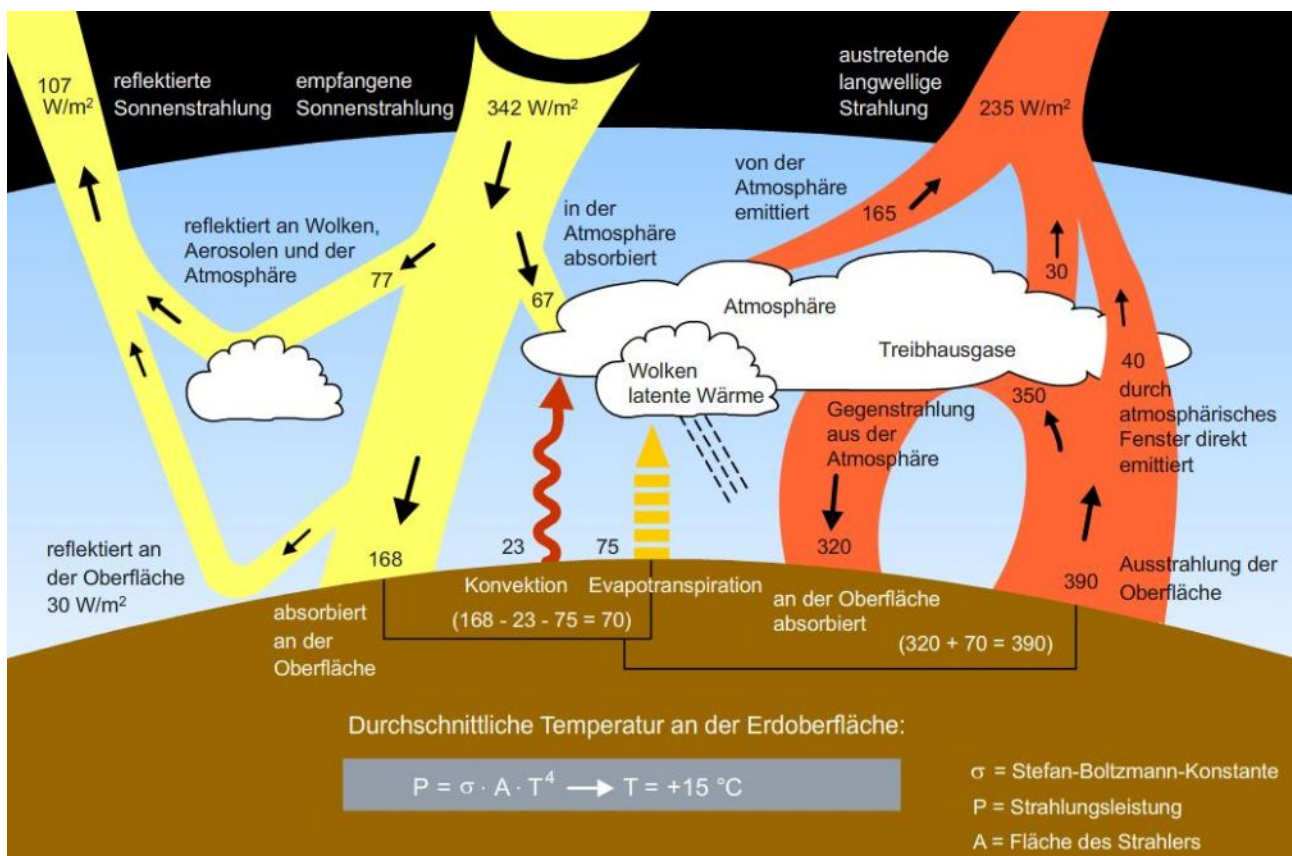 107
W/m²
reflektierte
Sonnenstrahlung
empfangene
Sonnenstrahlung
342 W/m²
austretende
langwellige
Strahlung
235 W/m²
reflektiert an Wolken,
Aerosolen und der
Atmosphäre
77
in der
Atmosphäre
absorbiert
67
von der
Atmosphäre
emittiert
165
30
Atmosphäre
Treibhausgase
Wolken
latente Wärme
Gegenstrahlung
aus der
Atmosphäre
350
40
durch
atmosphärisches
Fenster direkt
emittiert
reflektiert an
der Oberfläche
30 W/m²
168
23
75
320
390
Ausstrahlung der
Oberfläche
absorbiert
an der
Oberfläche
Konvektion
Evapotranspiration
(168 - 23 - 75 = 70)
an der Oberfläche
absorbiert
(320 + 70 = 390)
Durchschnittliche Temperatur an der Erdoberfläche:
P = σ · A · T⁴ → T = +15 °C
σ = Stefan-Boltzmann-Konstante
P = Strahlungsleistung
A = Fläche des Strahlers